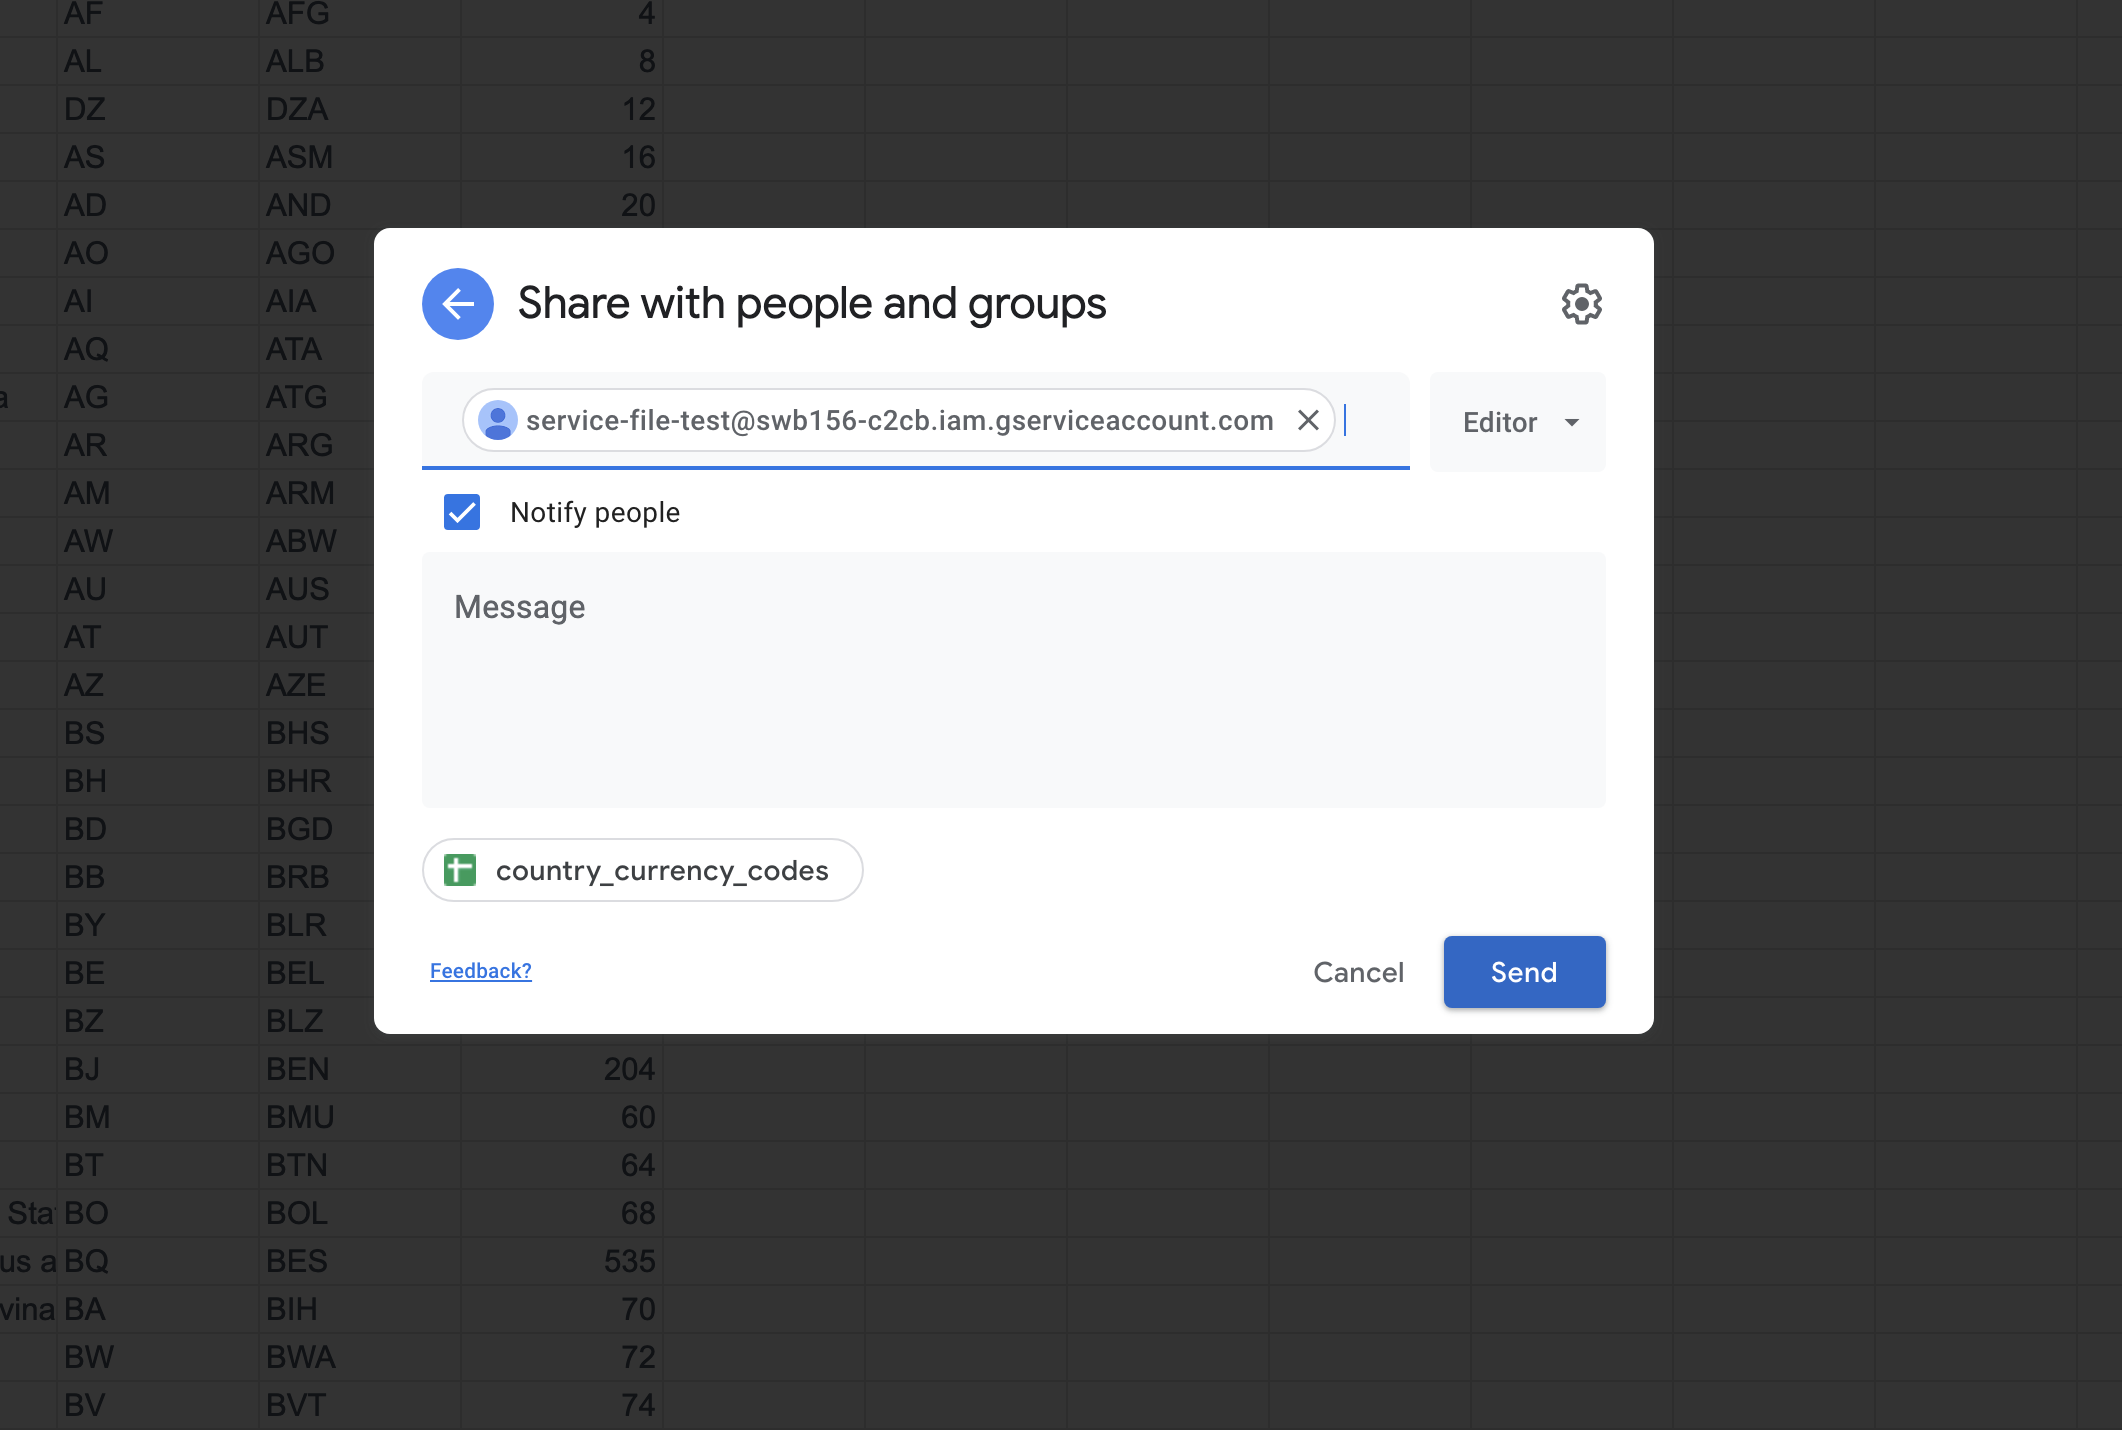 AF AFG 4
AL ALB 8
DZ DZA 12
AS ASM 16
AD AND 20
AO AGO
AI AIA
AQ ATA
a AG ATG
AR ARG
AM ARM
AW ABW
AU AUS
AT AUT
AZ AZE
BS BHS
BH BHR
BD BGD
BB BRB
BY BLR
BE BEL
BZ BLZ
BJ BEN 204
BM BMU 60
BT BTN 64
Sta BO BOL 68
us a BQ BES 535
vina BA BIH 70
BW BWA 72
BV BVT 74
Share with people and groups
service-file-test@swb156-c2cb.iam.gserviceaccount.com
Editor
Notify people
Message
country_currency_codes
Feedback? Cancel Send